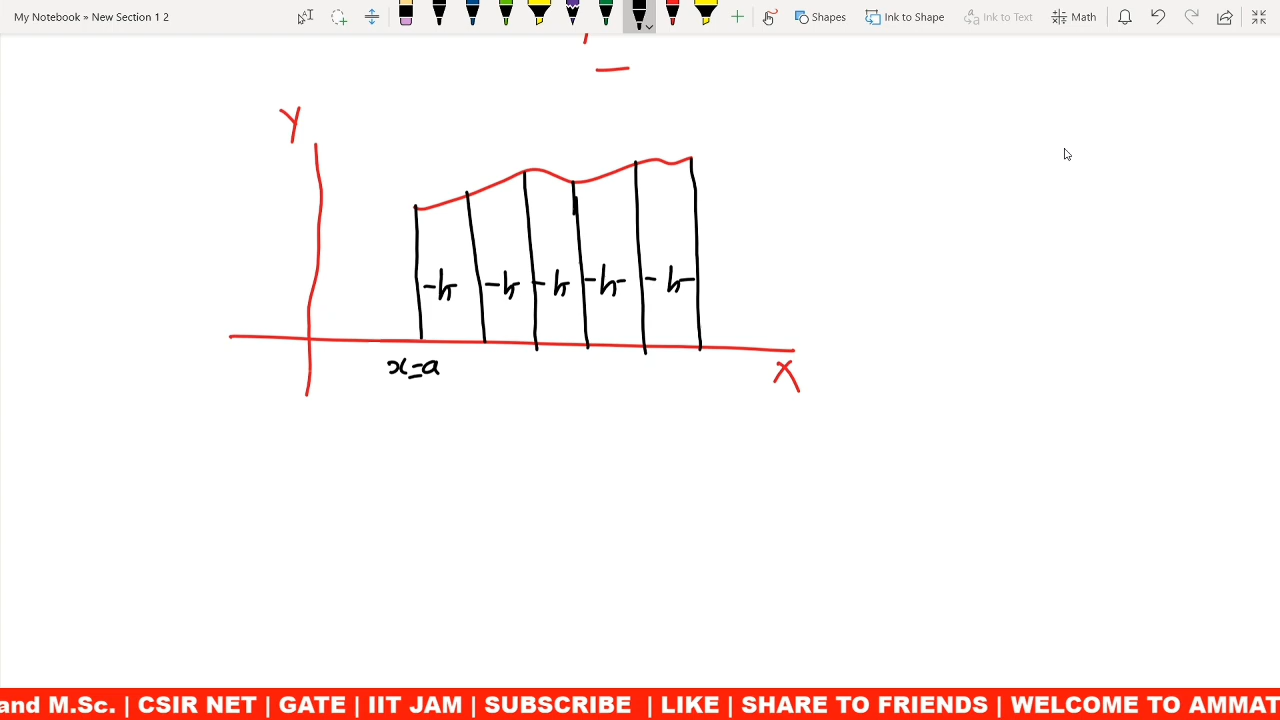 My Notebook » New Section 1 2
Shapes
Ink to Shape
Ink to Text
Math
Y
-h -h -h -h- -h-
x=a
X
and M.Sc. | CSIR NET | GATE | IIT JAM | SUBSCRIBE | LIKE | SHARE TO FRIENDS | WELCOME TO AMMAT